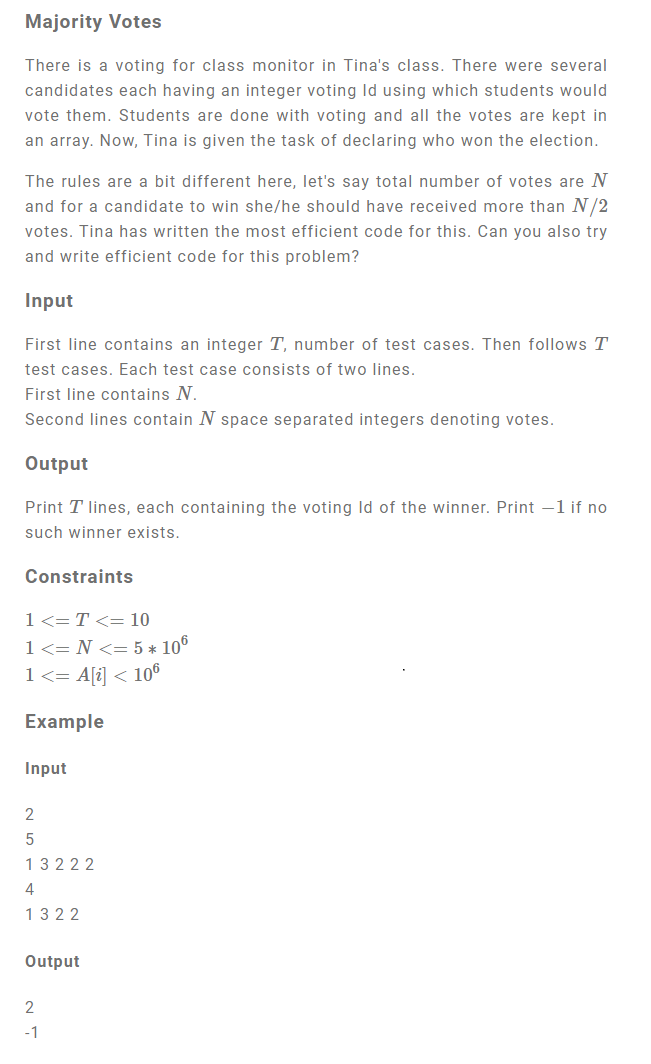 Majority Votes
There is a voting for class monitor in Tina's class. There were several
candidates each having an integer voting Id using which students would
vote them. Students are done with voting and all the votes are kept in
an array. Now, Tina is given the task of declaring who won the election.
The rules are a bit different here, let's say total number of votes are N
and for a candidate to win she/he should have received more than N/2
votes. Tina has written the most efficient code for this. Can you also try
and write efficient code for this problem?
Input
First line contains an integer T, number of test cases. Then follows T
test cases. Each test case consists of two lines.
First line contains N.
Second lines contain N space separated integers denoting votes.
Output
Print T lines, each containing the voting Id of the winner. Print −1 if no
such winner exists.
Constraints
1 <= T <= 10
1 <= N <= 5 ∗ 10⁶
1 <= A[i] < 10⁶
Example
Input
2
5
1 3 2 2 2
4
1 3 2 2
Output
2
-1